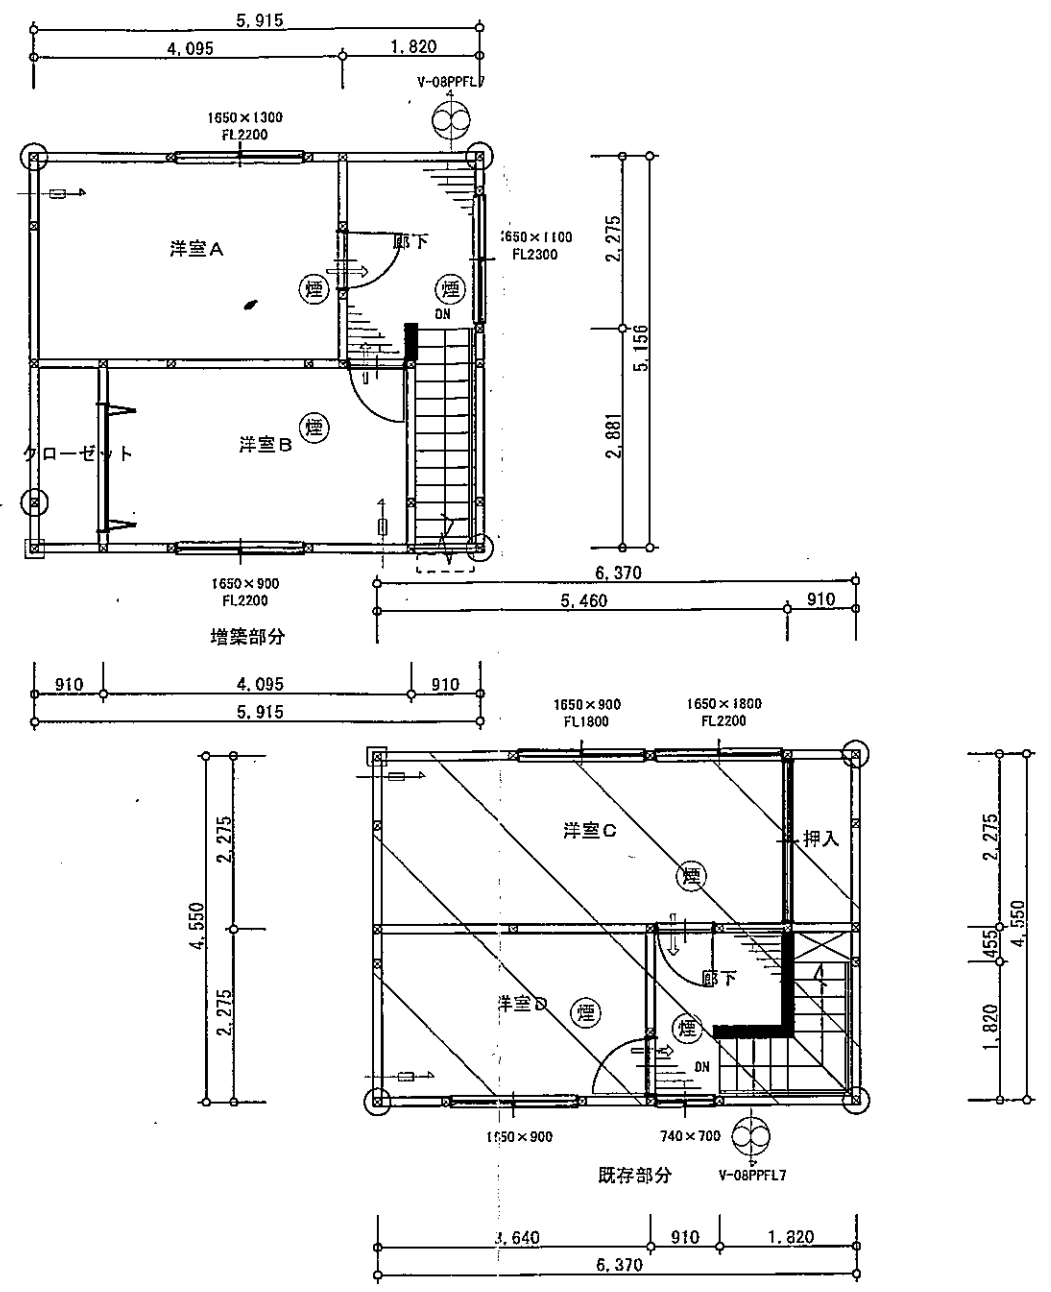 5,915
4,095
1,820
V-08PPFL7
1650×1300
FL2200
洋室A
廊下
煙
煙
DN
1650×1100
FL2300
2,275
5,156
2,881
クローゼット
洋室B
煙
1650×900
FL2200
増築部分
6,370
5,460
910
910
4,095
910
5,915
1650×900
FL1800
1650×1800
FL2200
2,275
4,550
2,275
洋室C
押入
煙
2,275
455
4,550
1,820
廊下
洋室D
煙
煙
DN
1650×900
740×700
V-08PPFL7
既存部分
3,640
910
1,820
6,370